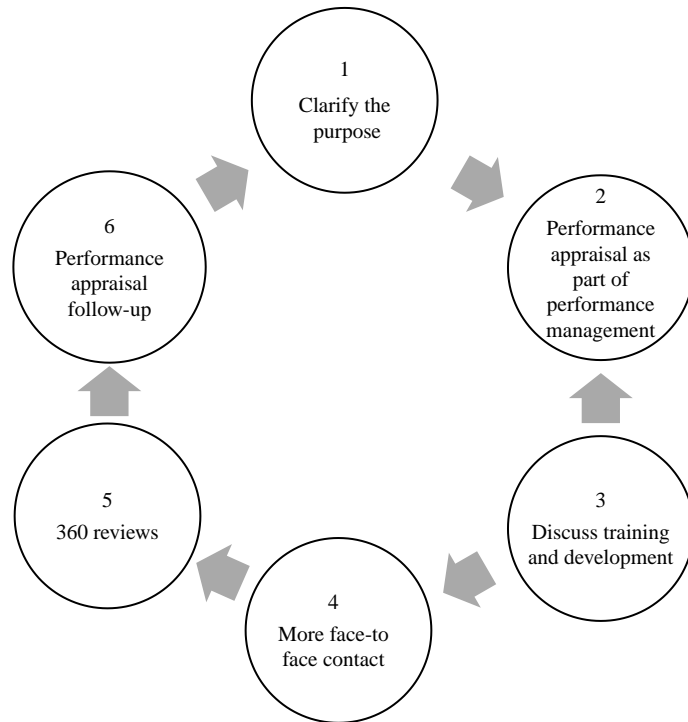 1
Clarify the
purpose
2
Performance
appraisal as
part of
performance
management
3
Discuss training
and development
4
More face-to
face contact
5
360 reviews
6
Performance
appraisal
follow-up